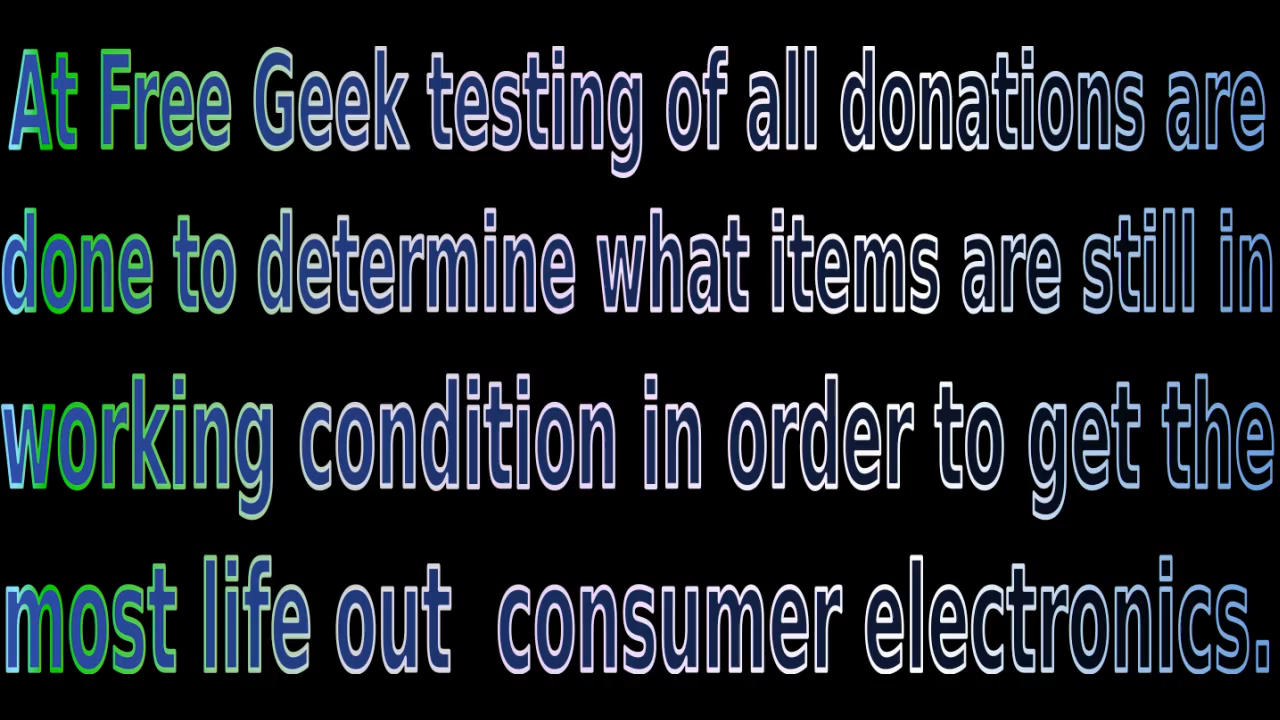 At Free Geek testing of all donations are
done to determine what items are still in
working condition in order to get the
most life out  consumer electronics.